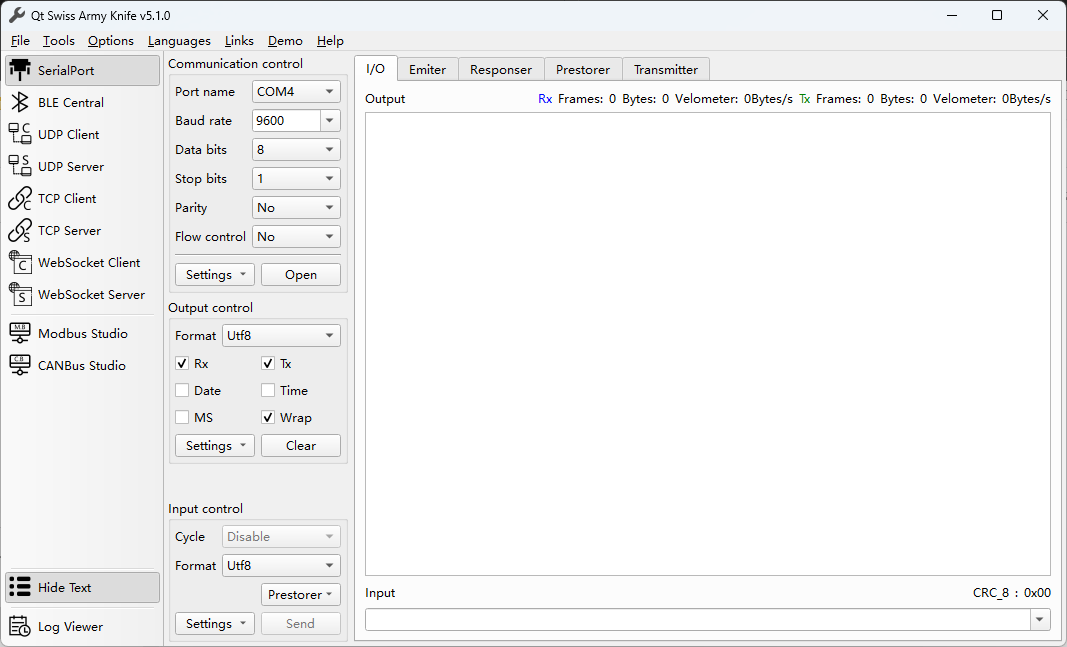 Qt Swiss Army Knife v5.1.0
File Tools Options Languages Links Demo Help
SerialPort
BLE Central
UDP Client
UDP Server
TCP Client
TCP Server
WebSocket Client
WebSocket Server
Modbus Studio
CANBus Studio
Hide Text
Log Viewer
Communication control
Port name COM4
Baud rate 9600
Data bits 8
Stop bits 1
Parity No
Flow control No
Settings Open
Output control
Format Utf8
Rx Tx
Date Time
MS Wrap
Settings Clear
Input control
Cycle Disable
Format Utf8
Prestorer
Settings Send
I/O Emiter Responser Prestorer Transmitter
Output Rx Frames: 0 Bytes: 0 Velometer: 0Bytes/s Tx Frames: 0 Bytes: 0 Velometer: 0Bytes/s
Input CRC_8 : 0x00